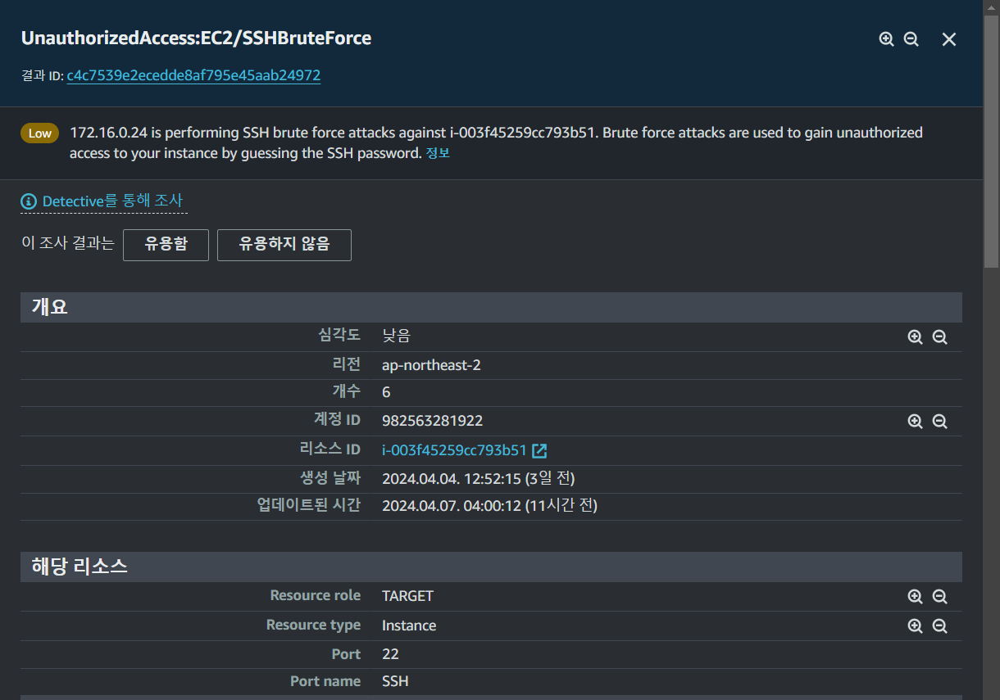 UnauthorizedAccess:EC2/SSHBruteForce
결과 ID: c4c7539e2ecedde8af795e45aab24972
Low
172.16.0.24 is performing SSH brute force attacks against i-003f45259cc793b51. Brute force attacks are used to gain unauthorized
access to your instance by guessing the SSH password. 정보
Detective를 통해 조사
이 조사 결과는 유용함 유용하지 않음
개요
심각도 낮음
리전 ap-northeast-2
개수 6
계정 ID 982563281922
리소스 ID i-003f45259cc793b51
생성 날짜 2024.04.04. 12:52:15 (3일 전)
업데이트된 시간 2024.04.07. 04:00:12 (11시간 전)
해당 리소스
Resource role TARGET
Resource type Instance
Port 22
Port name SSH